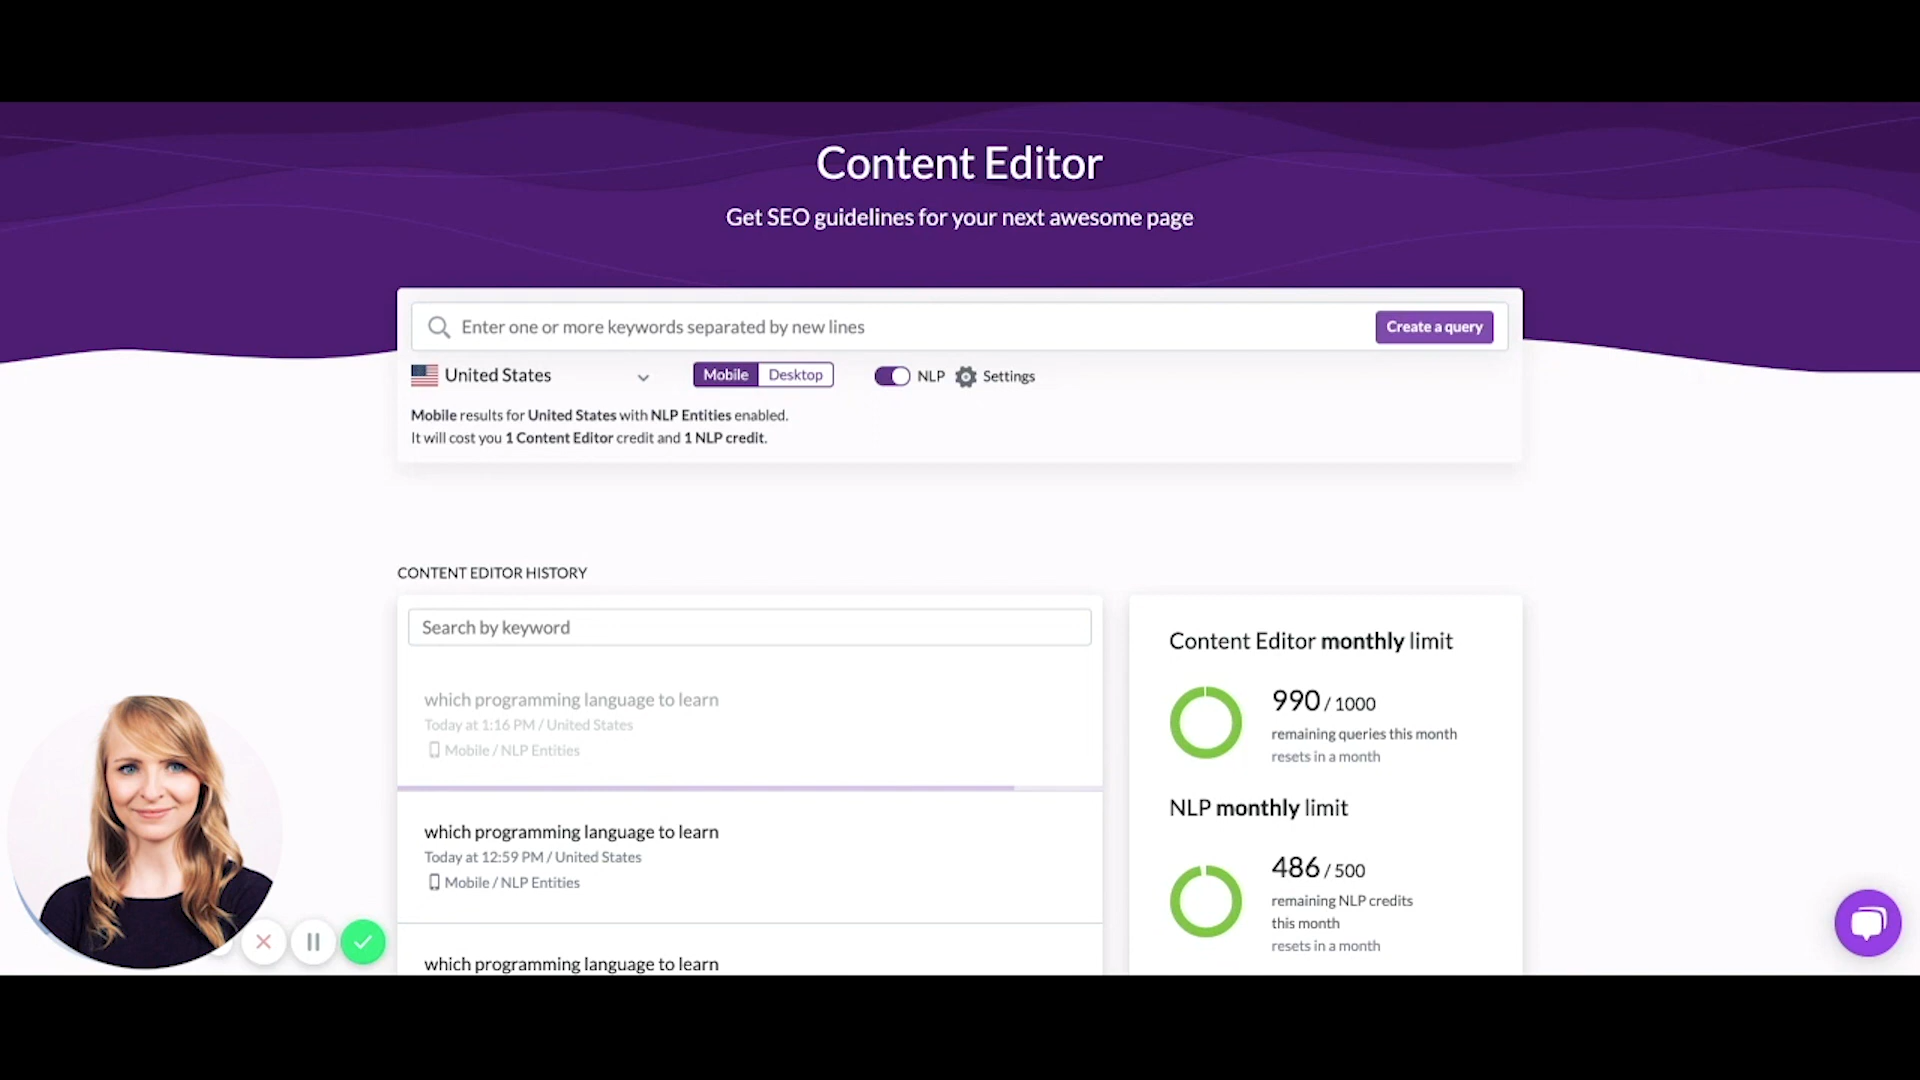 Content Editor
Get SEO guidelines for your next awesome page
Enter one or more keywords separated by new lines
Create a query
United States
Mobile
Desktop
NLP
Settings
Mobile results for United States with NLP Entities enabled.
It will cost you 1 Content Editor credit and 1 NLP credit.
CONTENT EDITOR HISTORY
Search by keyword
which programming language to learn
Today at 1:16 PM / United States
Mobile / NLP Entities
which programming language to learn
Today at 12:59 PM / United States
Mobile / NLP Entities
which programming language to learn
Content Editor monthly limit
990 / 1000
remaining queries this month
resets in a month
NLP monthly limit
486 / 500
remaining NLP credits
this month
resets in a month